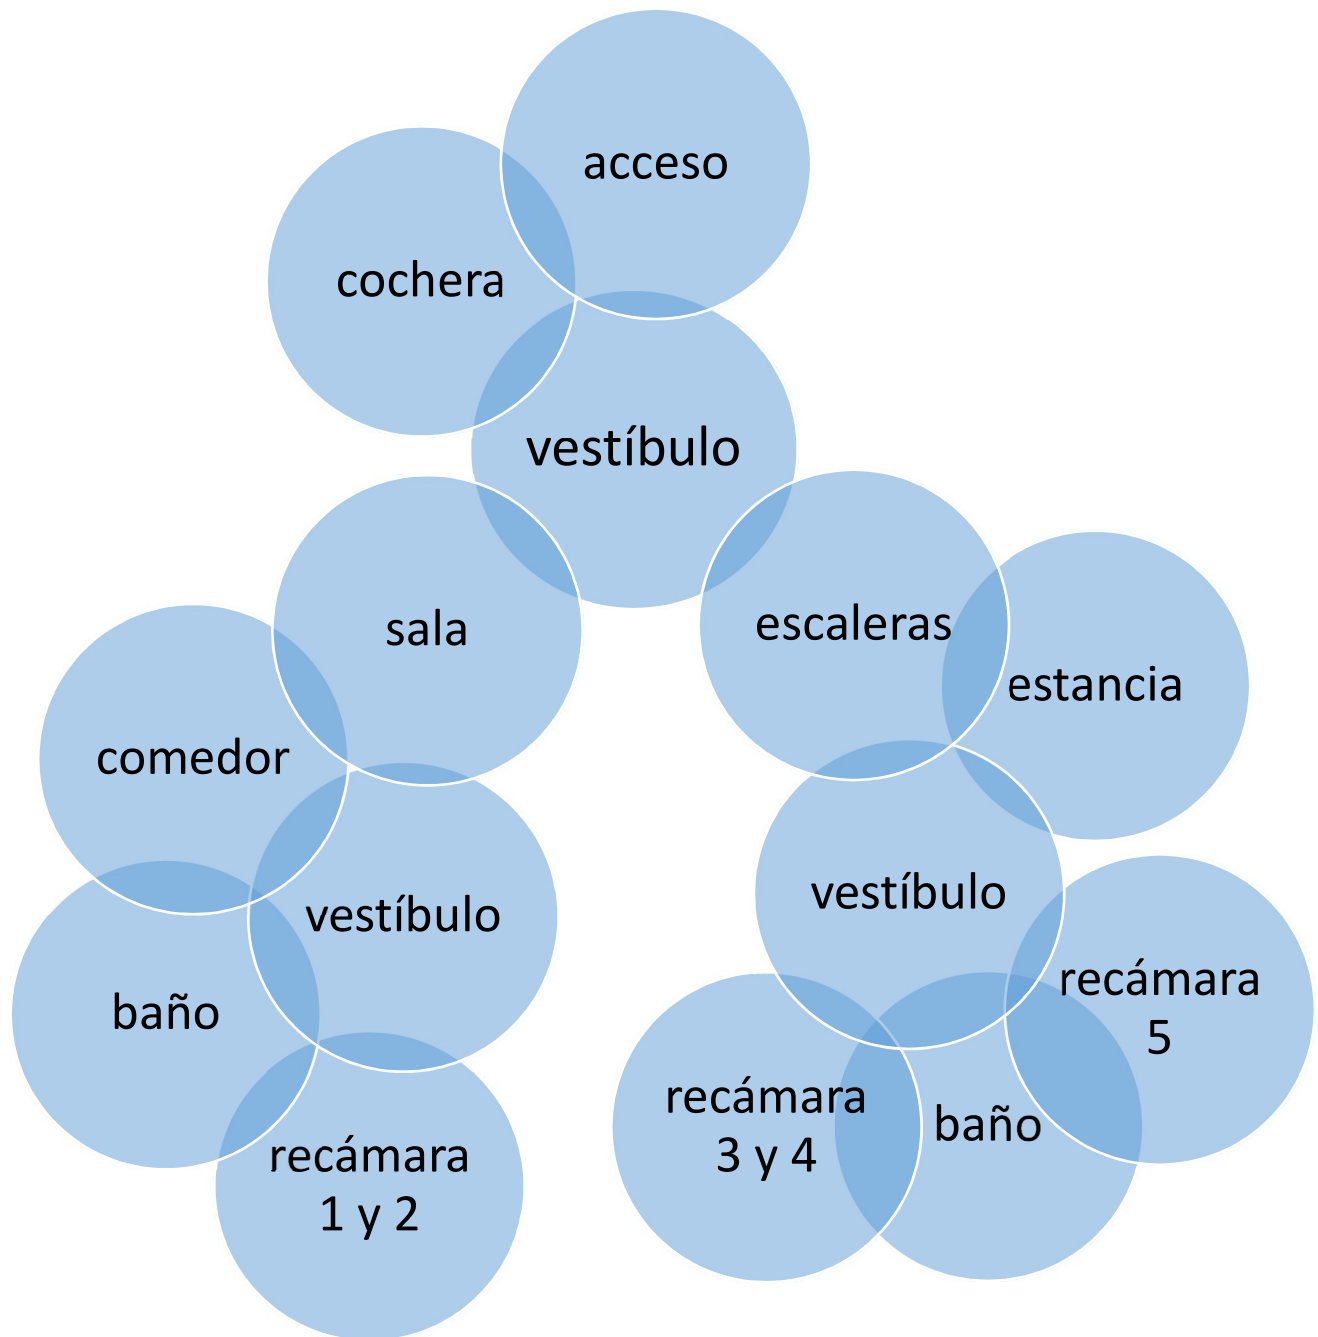 acceso
cochera
vestíbulo
sala
escaleras
estancia
comedor
vestíbulo
vestíbulo
baño
recámara
5
recámara
3 y 4
baño
recámara
1 y 2